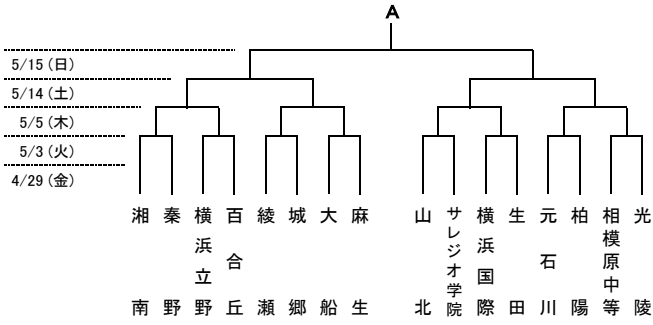 A
5/15(日)
5/14(土)
5/5(木)
5/3(火)
4/29(金)
湘南
秦野
横浜立野
百合丘
綾瀬
城郷
大船
麻生
山北
サレジオ学院
横浜国際
生田
元石川
柏陽
相模原中等
光陵